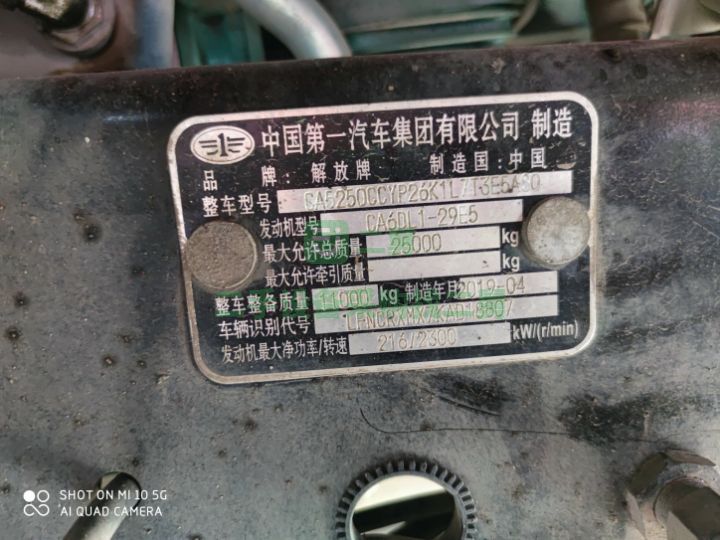 中国第一汽车集团有限公司 制造
品 牌：解放牌 制造国：中国
整车型号 CA5250CCYP26K1L7T3E5A80
发动机型号 CA6DL1-29E5
最大允许总质量 25000 kg
最大允许牵引质量 kg
整车整备质量 11000 kg 制造年月 2019-04
车辆识别代号
发动机最大净功率/转速 216/2300 kW/(r/min)
SHOT ON MI 10 5G
AI QUAD CAMERA